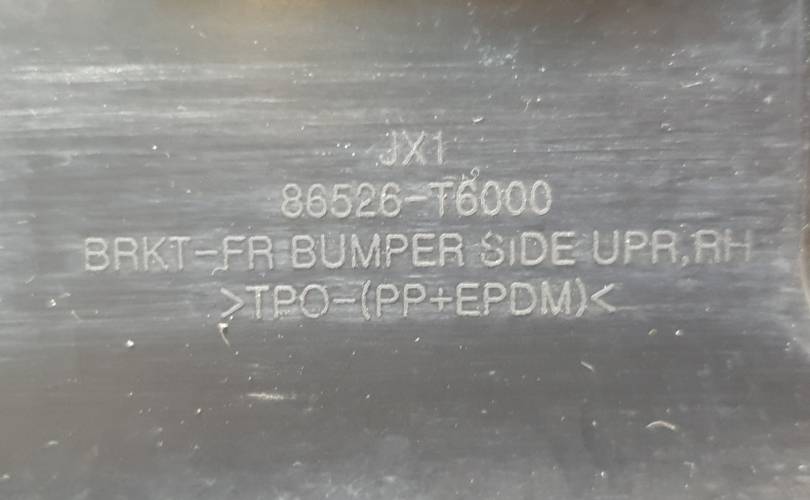 JX1
86526-T6000
BRKT-FR BUMPER SIDE UPR,RH
>TPO-(PP+EPDM)<